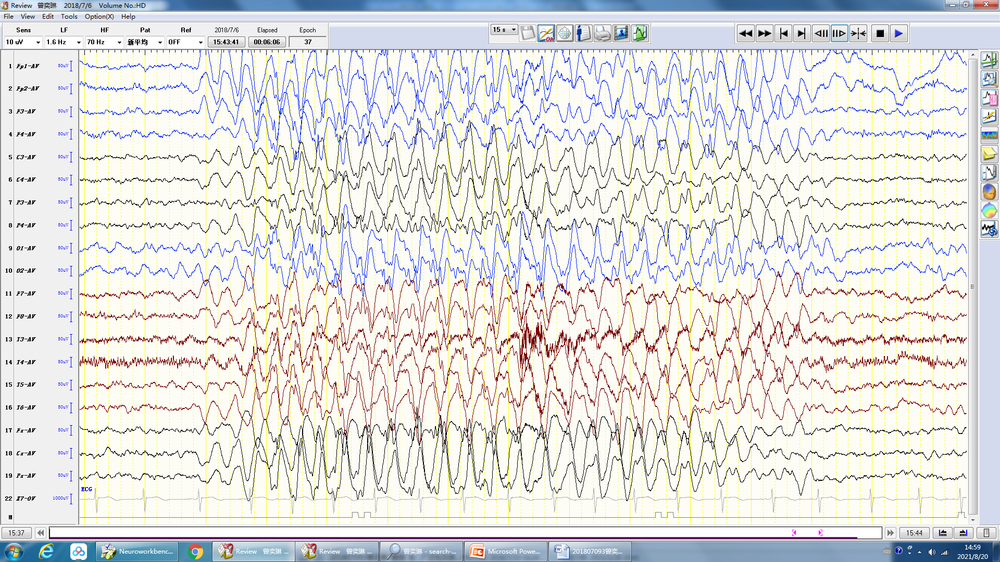 Review 曾奕琳 2018/7/6 Volume No.:HD
File View Edit Tools Option(X) Help
Sens LF HF Pat Ref 2018/7/6 Elapsed Epoch
10 uV 1.6 Hz 70 Hz 新平均 OFF 15:43:41 00:06:06 37
15 s
ON
1 Fp1-AV 50uV
2 Fp2-AV 50uV
3 F3-AV 50uV
4 F4-AV 50uV
5 C3-AV 50uV
6 C4-AV 50uV
7 P3-AV 50uV
8 P4-AV 50uV
9 O1-AV 50uV
10 O2-AV 50uV
11 F7-AV 50uV
12 F8-AV 50uV
13 T3-AV 50uV
14 T4-AV 50uV
15 T5-AV 50uV
16 T6-AV 50uV
17 Fz-AV 50uV
18 Cz-AV 50uV
19 Pz-AV 50uV
ECG
22 X7-0V 1000uV
M
15:37 15:44
Neuroworkbenc... Review 曾奕琳 ... Review 曾奕琳 ... 曾奕琳 - search-... Microsoft Powe... 201807093曾奕...
14:59
2021/8/20